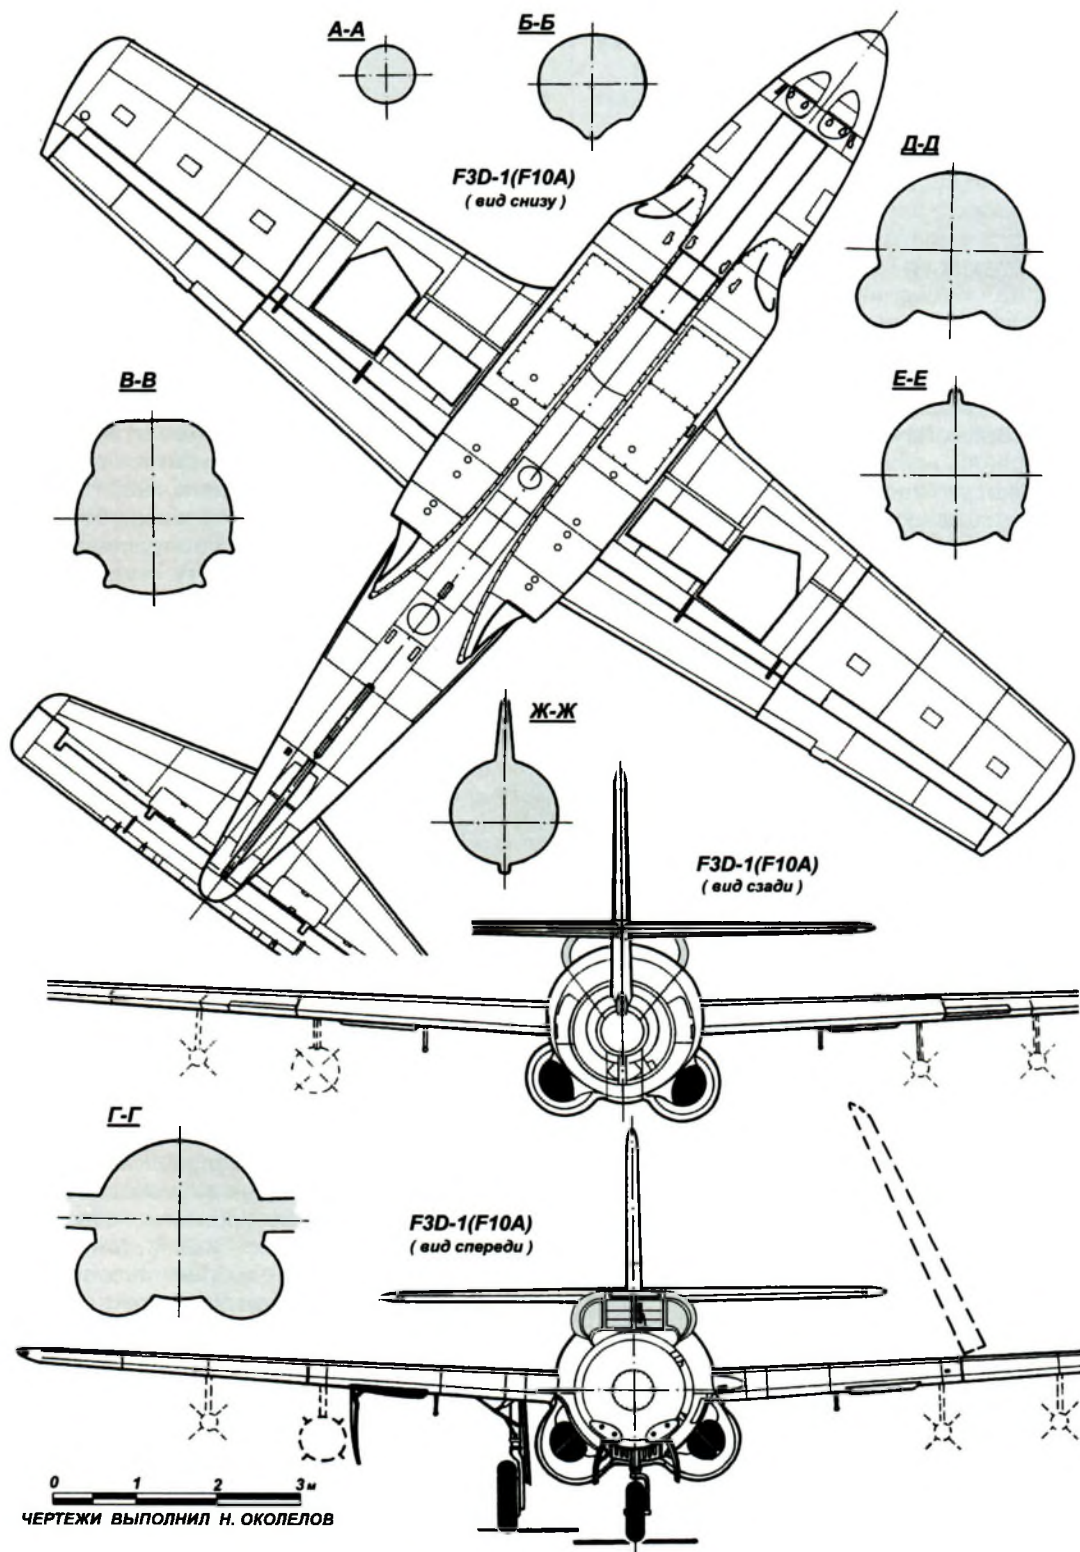 А-А
Б-Б
F3D-1(F10A)
( вид снизу )
Д-Д
В-В
Е-Е
Ж-Ж
F3D-1(F10A)
( вид сзади )
Г-Г
F3D-1(F10A)
( вид спереди )
0 1 2 3 м
ЧЕРТЕЖИ ВЫПОЛНИЛ Н. ОКОЛЕЛОВ